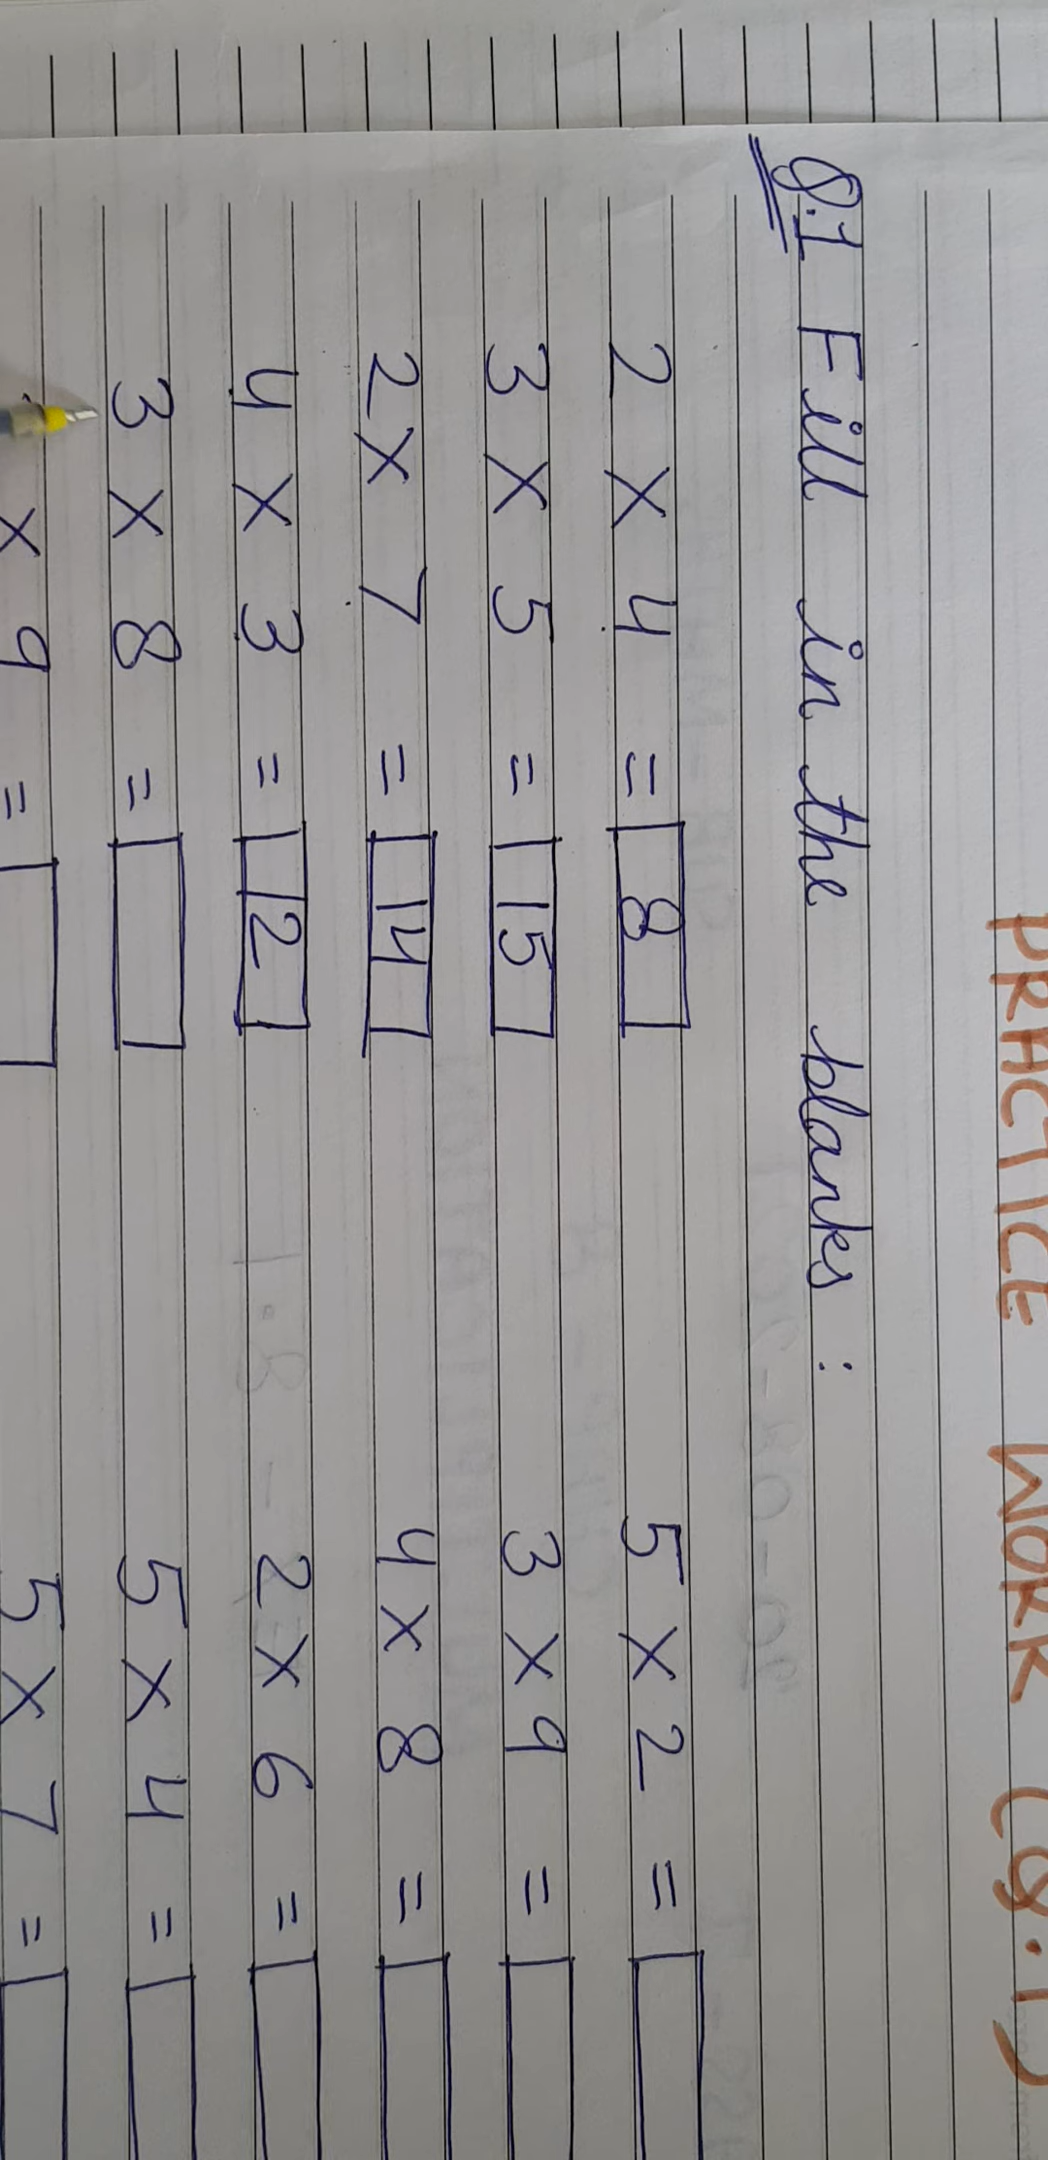 PRACTICE WORK (Q.1)
Q.1 Fill in the blanks :
2 x 4 = 8 5 x 2 =
3 x 5 = 15 3 x 9 =
2 x 7 = 14 4 x 8 =
4 x 3 = 12 2 x 6 =
3 x 8 = 5 x 4 =
x 9 = 5 x 7 =